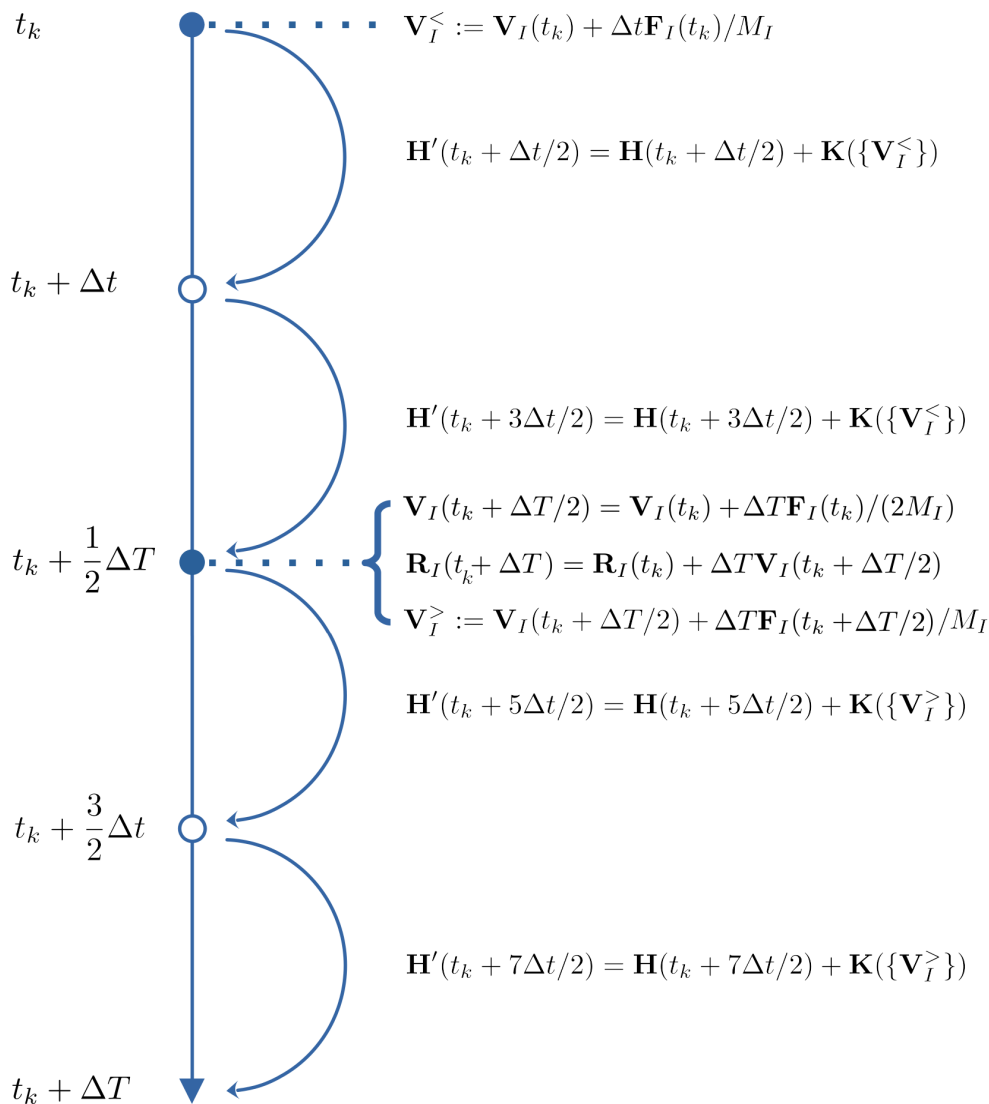 t_k
𝐕_I^< := 𝐕_I(t_k) + Δt𝐅_I(t_k)/M_I
𝐇′(t_k + Δt/2) = 𝐇(t_k + Δt/2) + 𝐊({𝐕_I^<})
t_k + Δt
𝐇′(t_k + 3Δt/2) = 𝐇(t_k + 3Δt/2) + 𝐊({𝐕_I^<})
𝐕_I(t_k + ΔT/2) = 𝐕_I(t_k) + ΔT𝐅_I(t_k)/(2M_I)
t_k + 1/2 ΔT
𝐑_I(t_k + ΔT) = 𝐑_I(t_k) + ΔT𝐕_I(t_k + ΔT/2)
𝐕_I^> := 𝐕_I(t_k + ΔT/2) + ΔT𝐅_I(t_k + ΔT/2)/M_I
𝐇′(t_k + 5Δt/2) = 𝐇(t_k + 5Δt/2) + 𝐊({𝐕_I^>})
t_k + 3/2 Δt
𝐇′(t_k + 7Δt/2) = 𝐇(t_k + 7Δt/2) + 𝐊({𝐕_I^>})
t_k + ΔT